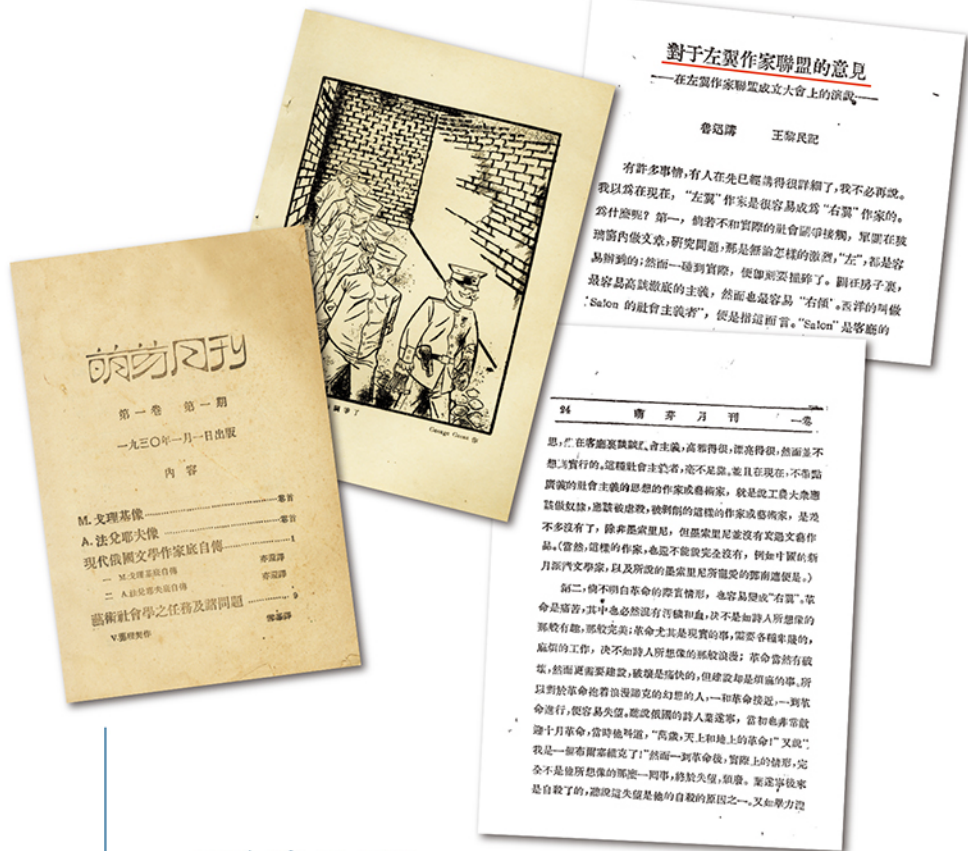 萌芽月刊
第一卷 第一期
一九三〇年一月一日出版
內容
M. 戈理基像……卷首
A. 法兌耶夫像……卷首
現代俄國文學作家底自傳……1
一 M.戈理基自傳 亦還譯
二 A.法兌耶夫自傳 亦還譯
藝術社會學之任務及諸問題……9
V.弗理契作
George Grosz 作
對于左翼作家聯盟的意見
——在左翼作家聯盟成立大會上的演說——
魯迅講 王黎民記
有許多事情,有人在先已經講得很詳細了,我不必再說。
我以爲在現在,“左翼”作家是很容易成爲“右翼”作家的。
爲什麼呢?第一,倘若不和實際的社會鬬爭接觸,單關在玻
璃窗內做文章,研究問題,那是無論怎樣的激烈,“左”,都是容
易辦到的;然而一碰到實際,便卽刻要撞碎了。關在房子裏,
最容易高談澈底的主義,然而也最容易“右傾”。西洋的叫做
“Salon 的社會主義者”,便是指這而言。“Salon”是客廳的
24 萌芽月刊 一卷
思,坐在客廳裏談談社會主義,高雅得很,漂亮得很,然而並不
想到實行的。這種社會主義者,毫不足靠。並且在現在,不帶點
廣義的社會主義的思想的作家或藝術家,就是說工農大衆應
該做奴隸,應該被虐殺,被剝削的這樣的作家或藝術家,是差
不多沒有了,除非墨索里尼,但墨索里尼並沒有寫過文藝作
品。(當然,這樣的作家,也還不能說完全沒有,例如中國的新
月派諸文學家,以及所說的墨索里尼所寵愛的鄧南遮便是。)
第二,倘不明白革命的實際情形,也容易變成“右翼”。革
命是痛苦,其中也必然混有污穢和血,決不是如詩人所想像的
那般有趣,那般完美;革命尤其是現實的事,需要各種卑賤的,
麻煩的工作,決不如詩人所想像的那般浪漫;革命當然有破
壞,然而更需要建設,破壞是痛快的,但建設却是麻煩的事。所
以對於革命抱着浪漫諦克的幻想的人,一和革命接近,一到革
命進行,便容易失望。聽說俄國的詩人葉遂寧,當初也非常歡
迎十月革命,當時他叫道,“萬歲,天上和地上的革命!”又說“
我是一個布爾塞維克了!”然而一到革命後,實際上的情形,完
全不是他所想像的那麼一囘事,終於失望,頹廢。葉遂寧後來
是自殺了的,聽說這失望是他的自殺的原因之一。又如畢力涅